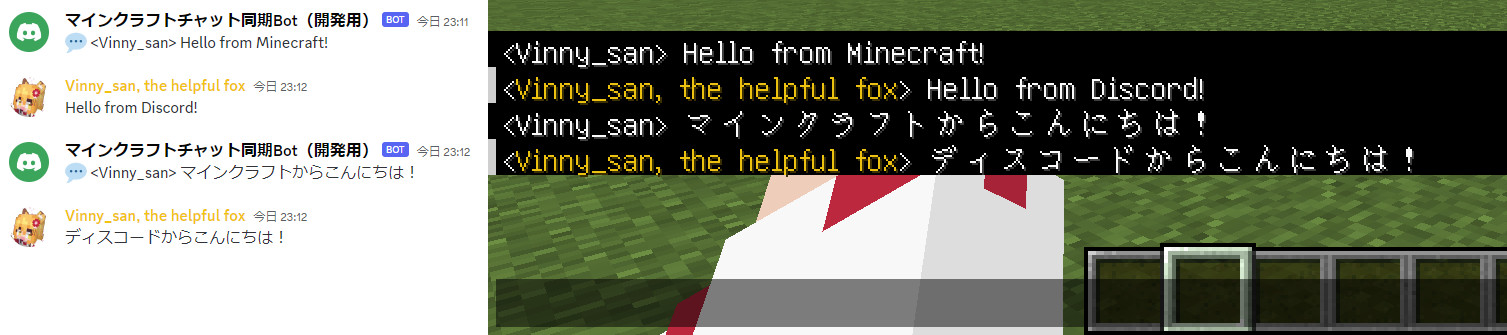 マインクラフトチャット同期Bot（開発用） BOT 今日 23:11
💬 <Vinny_san> Hello from Minecraft!
Vinny_san, the helpful fox 今日 23:12
Hello from Discord!
マインクラフトチャット同期Bot（開発用） BOT 今日 23:12
💬 <Vinny_san> マインクラフトからこんにちは！
Vinny_san, the helpful fox 今日 23:12
ディスコードからこんにちは！
<Vinny_san> Hello from Minecraft!
<Vinny_san, the helpful fox> Hello from Discord!
<Vinny_san> マインクラフトからこんにちは！
<Vinny_san, the helpful fox> ディスコードからこんにちは！